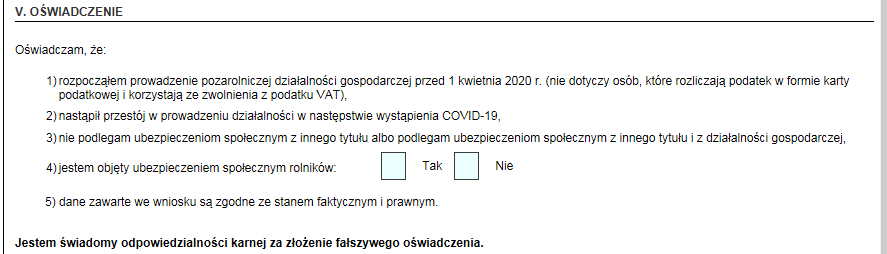 V. OŚWIADCZENIE
Oświadczam, że:
1) rozpocząłem prowadzenie pozarolniczej działalności gospodarczej przed 1 kwietnia 2020 r. (nie dotyczy osób, które rozliczają podatek w formie karty
podatkowej i korzystają ze zwolnienia z podatku VAT),
2) nastąpił przestój w prowadzeniu działalności w następstwie wystąpienia COVID-19,
3) nie podlegam ubezpieczeniom społecznym z innego tytułu albo podlegam ubezpieczeniom społecznym z innego tytułu i z działalności gospodarczej,
4) jestem objęty ubezpieczeniem społecznym rolników: Tak Nie
5) dane zawarte we wniosku są zgodne ze stanem faktycznym i prawnym.
Jestem świadomy odpowiedzialności karnej za złożenie fałszywego oświadczenia.